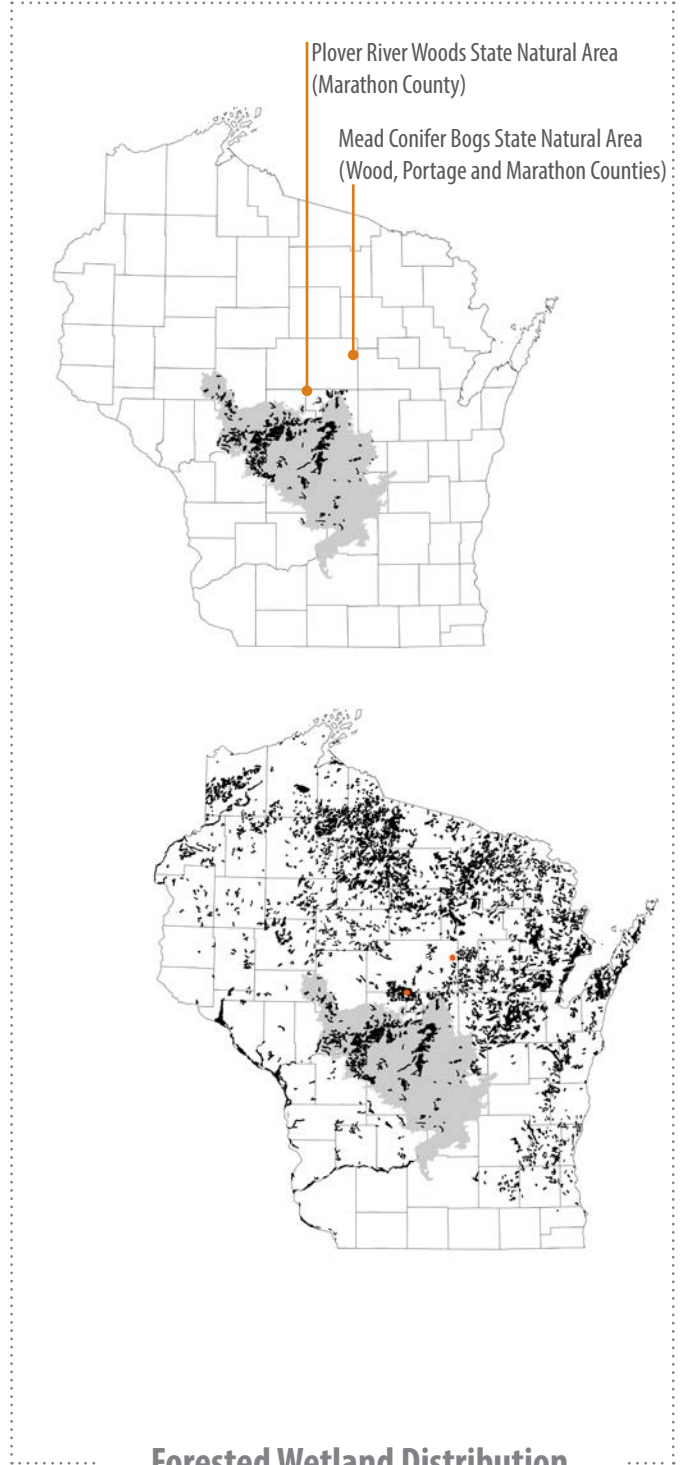 Plover River Woods State Natural Area
(Marathon County)
Mead Conifer Bogs State Natural Area
(Wood, Portage and Marathon Counties)
Forested Wetland Distribution